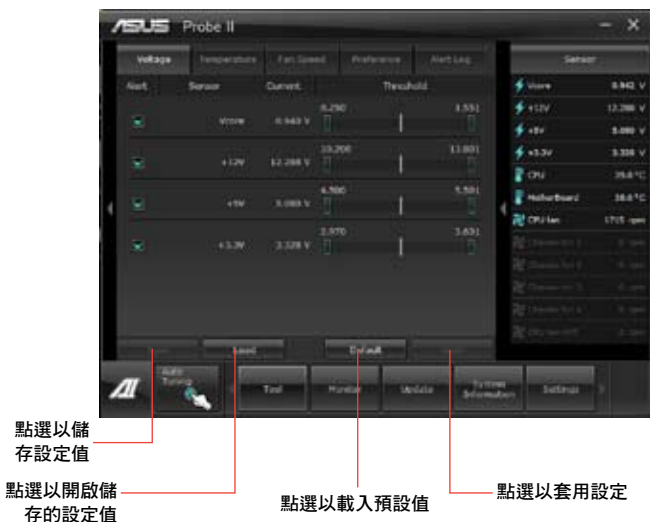 ASUS Probe II
Voltage Temperature Fan Speed Preference Alert Log
Alert Sensor Current Threshold
Vcore 0.943 V 0.250 1.551
+12V 12.288 V 10.200 13.801
+5V 5.080 V 4.500 5.501
+3.3V 3.328 V 2.970 3.631
Load Default
Sensor
Vcore 0.942 V
+12V 12.288 V
+5V 5.080 V
+3.3V 3.328 V
CPU 39.0 °C
MotherBoard 38.0 °C
CPU fan 1715 rpm
Auto Tuning
Tool Monitor Update System Information Settings
點選以儲
存設定值
點選以開啟儲
存的設定值
點選以載入預設值
點選以套用設定